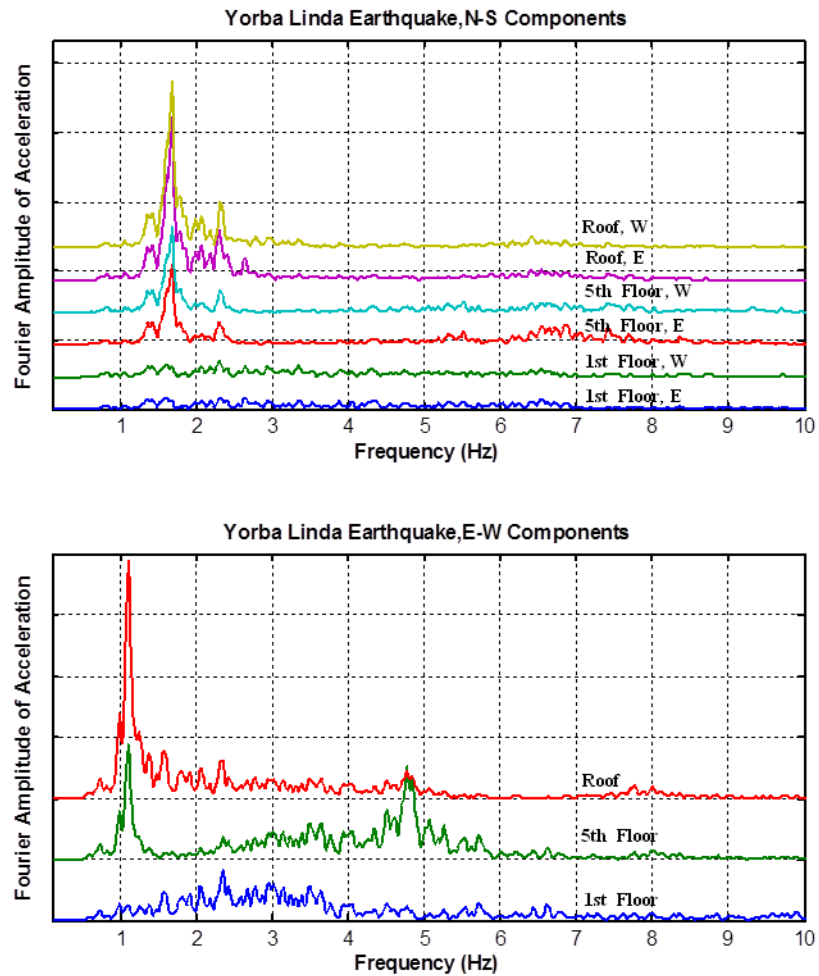 Yorba Linda Earthquake,N-S Components
Fourier Amplitude of Acceleration
Roof, W
Roof, E
5th Floor, W
5th Floor, E
1st Floor, W
1st Floor, E
1 2 3 4 5 6 7 8 9 10
Frequency (Hz)
Yorba Linda Earthquake,E-W Components
Fourier Amplitude of Acceleration
Roof
5th Floor
1st Floor
1 2 3 4 5 6 7 8 9 10
Frequency (Hz)